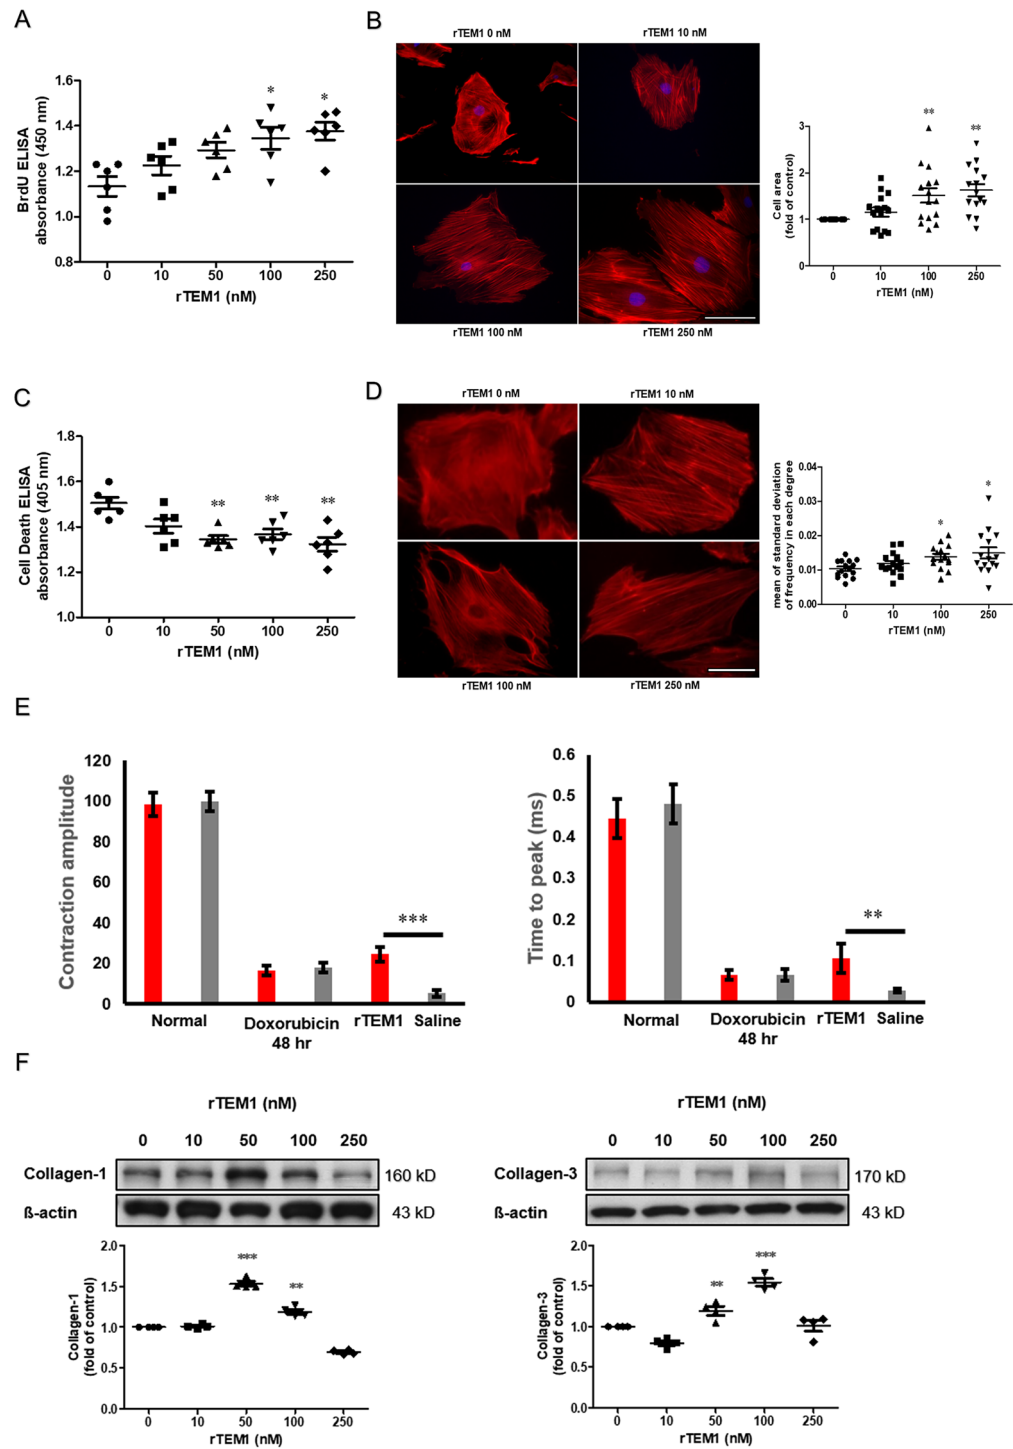 A
BrdU ELISA
absorbance (450 nm)
1.6
1.4
1.2
1.0
0.8
*
*
0 10 50 100 250
rTEM1 (nM)
B
rTEM1 0 nM rTEM1 10 nM
rTEM1 100 nM rTEM1 250 nM
Cell area
(fold of control)
3
2
1
0
**
**
0 10 100 250
rTEM1 (nM)
C
Cell Death ELISA
absorbance (405 nm)
1.8
1.6
1.4
1.2
1.0
** ** **
0 10 50 100 250
rTEM1 (nM)
D
rTEM1 0 nM rTEM1 10 nM
rTEM1 100 nM rTEM1 250 nM
mean of standard deviation
of frequency in each degree
0.04
0.03
0.02
0.01
0.00
*
*
0 10 100 250
rTEM1 (nM)
E
Contraction amplitude
120
100
80
60
40
20
0
***
Normal Doxorubicin rTEM1 Saline
48 hr
Time to peak (ms)
0.6
0.5
0.4
0.3
0.2
0.1
0
**
Normal Doxorubicin rTEM1 Saline
48 hr
F
rTEM1 (nM)
0 10 50 100 250
Collagen-1 160 kD
ß-actin 43 kD
Collagen-1
(fold of control)
2.0
1.5
1.0
0.5
0.0
***
**
0 10 50 100 250
rTEM1 (nM)
rTEM1 (nM)
0 10 50 100 250
Collagen-3 170 kD
ß-actin 43 kD
Collagen-3
(fold of control)
2.0
1.5
1.0
0.5
0.0
**
***
0 10 50 100 250
rTEM1 (nM)